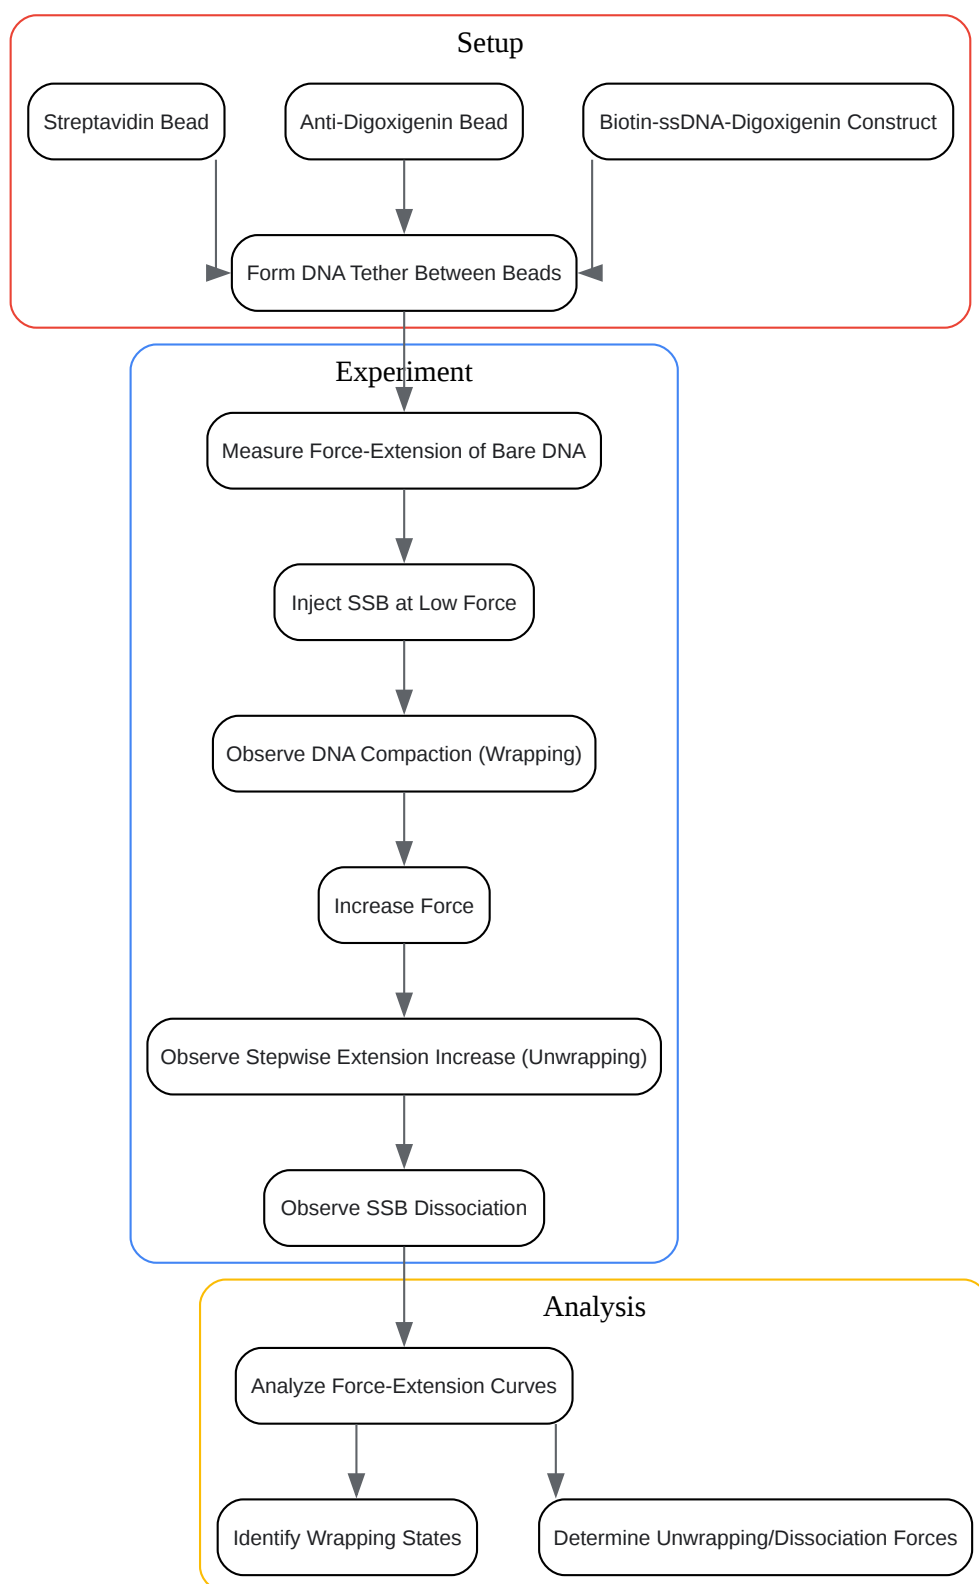 Setup
Streptavidin Bead
Anti-Digoxigenin Bead
Biotin-ssDNA-Digoxigenin Construct
Form DNA Tether Between Beads
Experiment
Measure Force-Extension of Bare DNA
Inject SSB at Low Force
Observe DNA Compaction (Wrapping)
Increase Force
Observe Stepwise Extension Increase (Unwrapping)
Observe SSB Dissociation
Analysis
Analyze Force-Extension Curves
Identify Wrapping States
Determine Unwrapping/Dissociation Forces